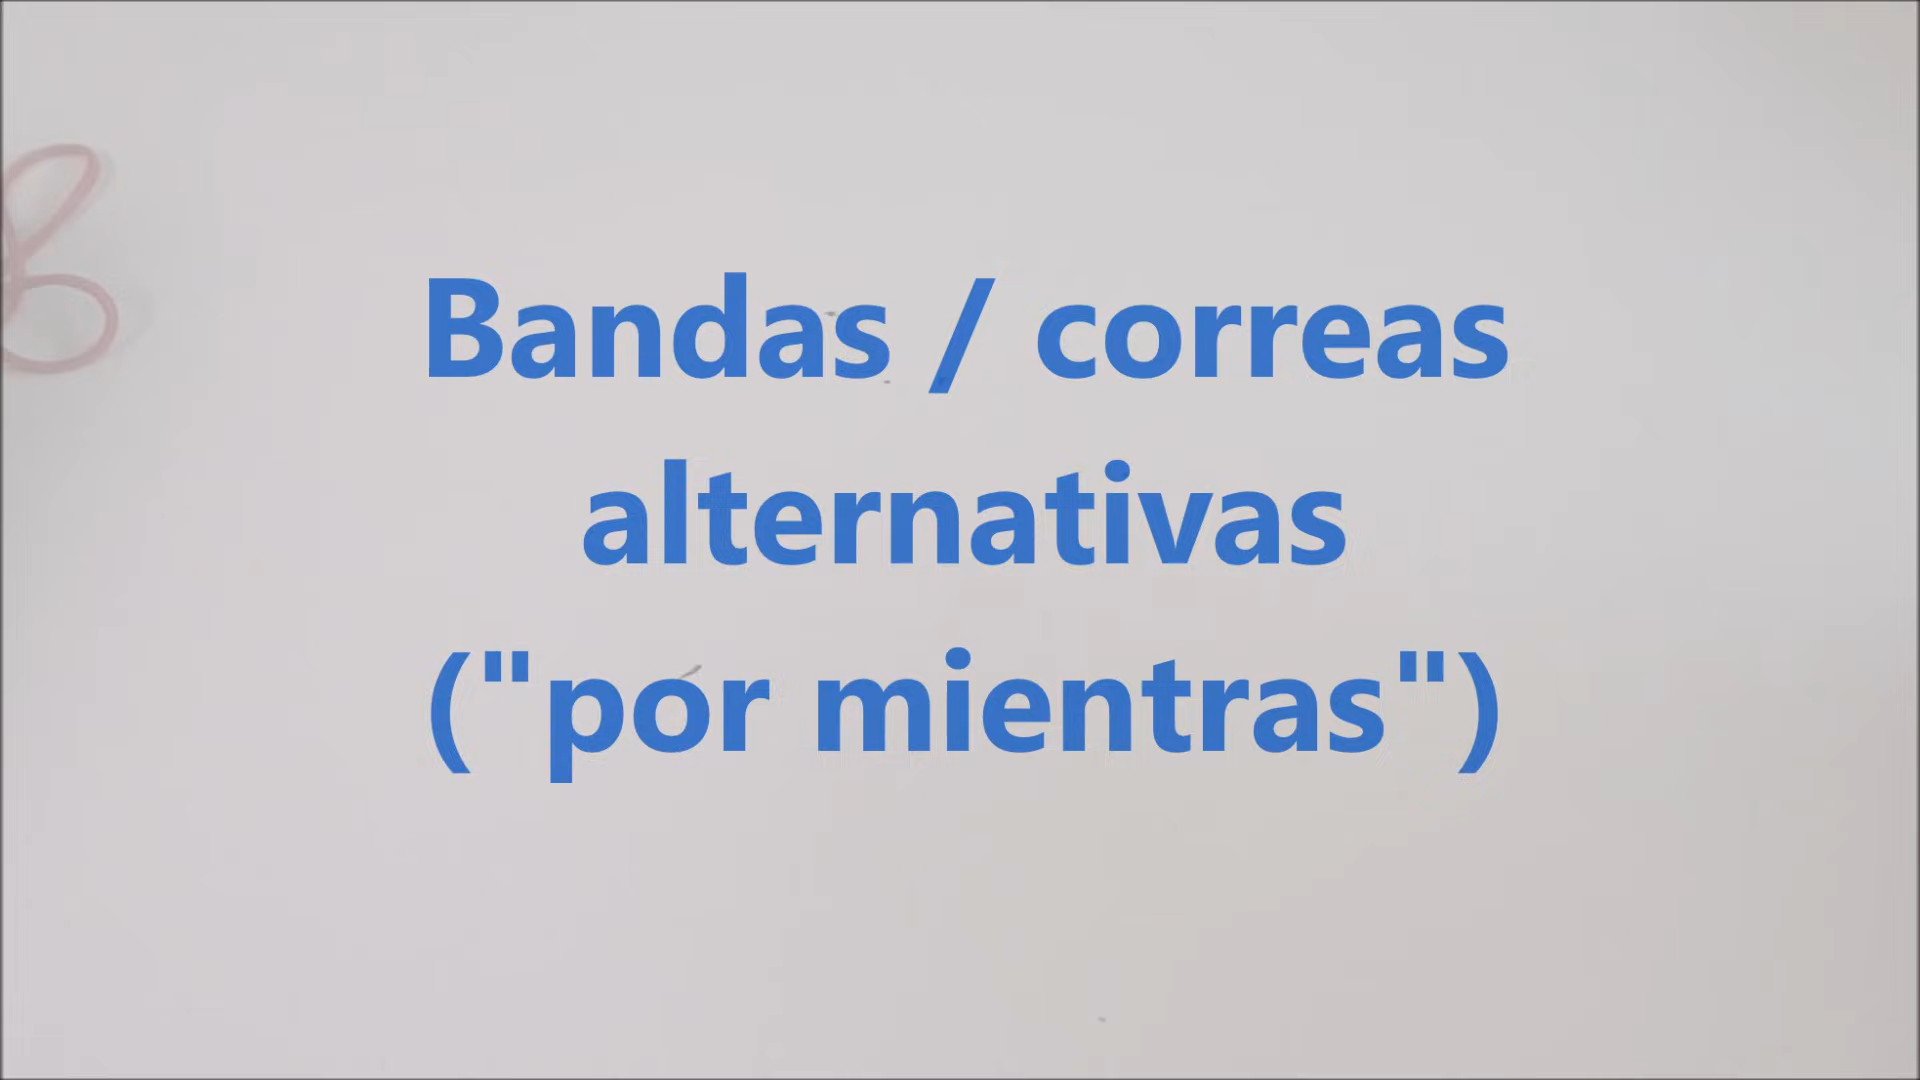 Bandas / correas
alternativas
("por mientras")